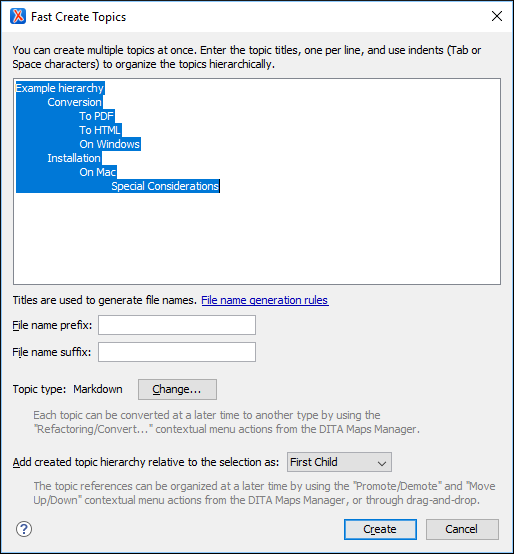 Fast Create Topics
You can create multiple topics at once. Enter the topic titles, one per line, and use indents (Tab or
Space characters) to organize the topics hierarchically.
Example hierarchy
Conversion
To PDF
To HTML
On Windows
Installation
On Mac
Special Considerations
Titles are used to generate file names. File name generation rules
File name prefix:
File name suffix:
Topic type: Markdown Change...
Each topic can be converted at a later time to another type by using the
"Refactoring/Convert..." contextual menu actions from the DITA Maps Manager.
Add created topic hierarchy relative to the selection as: First Child
The topic references can be organized at a later time by using the "Promote/Demote" and "Move
Up/Down" contextual menu actions from the DITA Maps Manager, or through drag-and-drop.
? Create Cancel